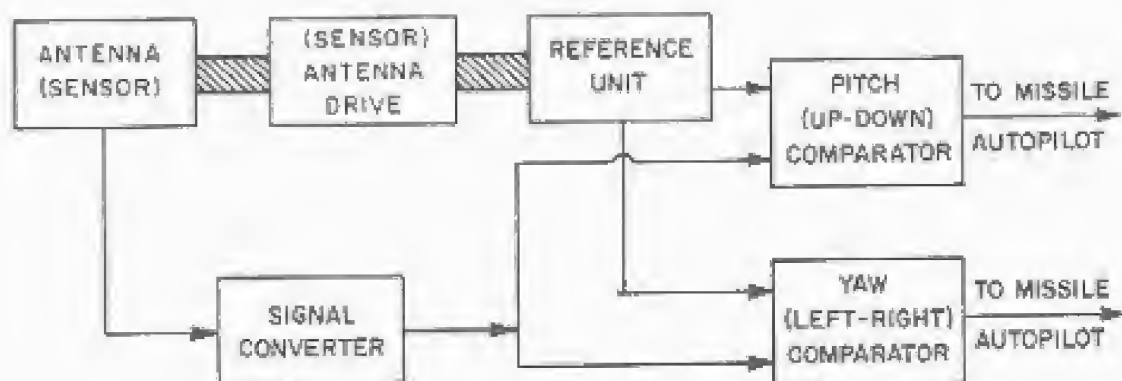 ANTENNA
(SENSOR)
(SENSOR)
ANTENNA
DRIVE
REFERENCE
UNIT
PITCH
(UP-DOWN)
COMPARATOR
TO MISSILE
AUTOPILOT
SIGNAL
CONVERTER
YAW
(LEFT-RIGHT)
COMPARATOR
TO MISSILE
AUTOPILOT